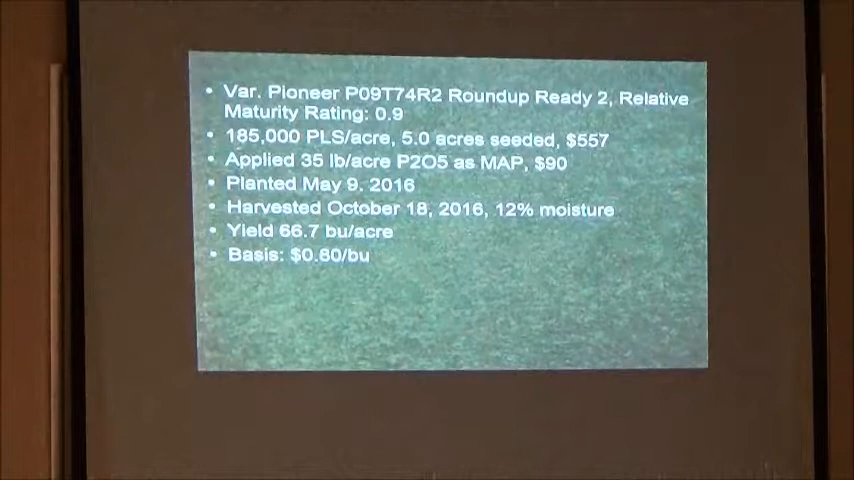 • Var. Pioneer P09T74R2 Roundup Ready 2, Relative
Maturity Rating: 0.9
• 185,000 PLS/acre, 5.0 acres seeded, $557
• Applied 35 lb/acre P2O5 as MAP, $90
• Planted May 9. 2016
• Harvested October 18, 2016, 12% moisture
• Yield 66.7 bu/acre
• Basis: $0.80/bu